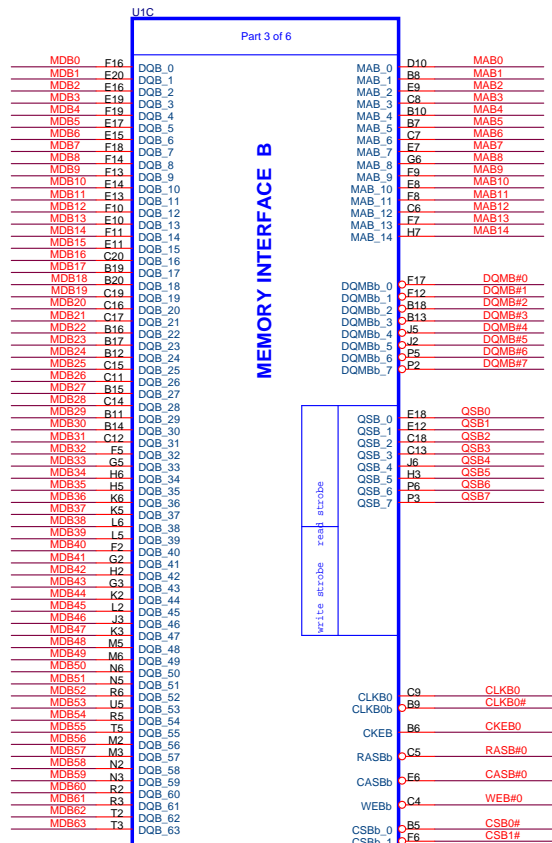 U1C
Part 3 of 6
MEMORY INTERFACE B
MDB0 F16 DQB_0
MDB1 E20 DQB_1
MDB2 E16 DQB_2
MDB3 E19 DQB_3
MDB4 F19 DQB_4
MDB5 E17 DQB_5
MDB6 E15 DQB_6
MDB7 F18 DQB_7
MDB8 F14 DQB_8
MDB9 F13 DQB_9
MDB10 E14 DQB_10
MDB11 E13 DQB_11
MDB12 F10 DQB_12
MDB13 E10 DQB_13
MDB14 F11 DQB_14
MDB15 E11 DQB_15
MDB16 C20 DQB_16
MDB17 B19 DQB_17
MDB18 B20 DQB_18
MDB19 C19 DQB_19
MDB20 C16 DQB_20
MDB21 C17 DQB_21
MDB22 B16 DQB_22
MDB23 B17 DQB_23
MDB24 B12 DQB_24
MDB25 C15 DQB_25
MDB26 C11 DQB_26
MDB27 B15 DQB_27
MDB28 C14 DQB_28
MDB29 B11 DQB_29
MDB30 B14 DQB_30
MDB31 C12 DQB_31
MDB32 F5 DQB_32
MDB33 G5 DQB_33
MDB34 H6 DQB_34
MDB35 H5 DQB_35
MDB36 K6 DQB_36
MDB37 K5 DQB_37
MDB38 L6 DQB_38
MDB39 L5 DQB_39
MDB40 F2 DQB_40
MDB41 G2 DQB_41
MDB42 H2 DQB_42
MDB43 G3 DQB_43
MDB44 K2 DQB_44
MDB45 L2 DQB_45
MDB46 J3 DQB_46
MDB47 K3 DQB_47
MDB48 M5 DQB_48
MDB49 M6 DQB_49
MDB50 N6 DQB_50
MDB51 N5 DQB_51
MDB52 R6 DQB_52
MDB53 U5 DQB_53
MDB54 R5 DQB_54
MDB55 T5 DQB_55
MDB56 M2 DQB_56
MDB57 M3 DQB_57
MDB58 N2 DQB_58
MDB59 N3 DQB_59
MDB60 R2 DQB_60
MDB61 R3 DQB_61
MDB62 T2 DQB_62
MDB63 T3 DQB_63
MAB_0 D10 MAB0
MAB_1 B8 MAB1
MAB_2 E9 MAB2
MAB_3 C8 MAB3
MAB_4 B10 MAB4
MAB_5 B7 MAB5
MAB_6 C7 MAB6
MAB_7 E7 MAB7
MAB_8 G6 MAB8
MAB_9 F9 MAB9
MAB_10 E8 MAB10
MAB_11 F8 MAB11
MAB_12 C6 MAB12
MAB_13 F7 MAB13
MAB_14 H7 MAB14
DQMBb_0 F17 DQMB#0
DQMBb_1 F12 DQMB#1
DQMBb_2 B18 DQMB#2
DQMBb_3 B13 DQMB#3
DQMBb_4 J5 DQMB#4
DQMBb_5 J2 DQMB#5
DQMBb_6 P5 DQMB#6
DQMBb_7 P2 DQMB#7
QSB_0 E18 QSB0
QSB_1 E12 QSB1
QSB_2 C18 QSB2
QSB_3 C13 QSB3
QSB_4 J6 QSB4
QSB_5 H3 QSB5
QSB_6 P6 QSB6
QSB_7 P3 QSB7
write strobe read strobe
CLKB0 C9 CLKB0
CLKB0b B9 CLKB0#
CKEB B6 CKEB0
RASBb C5 RASB#0
CASBb E6 CASB#0
WEBb C4 WEB#0
CSBb_0 B5 CSB0#
CSBb_1 F6 CSB1#